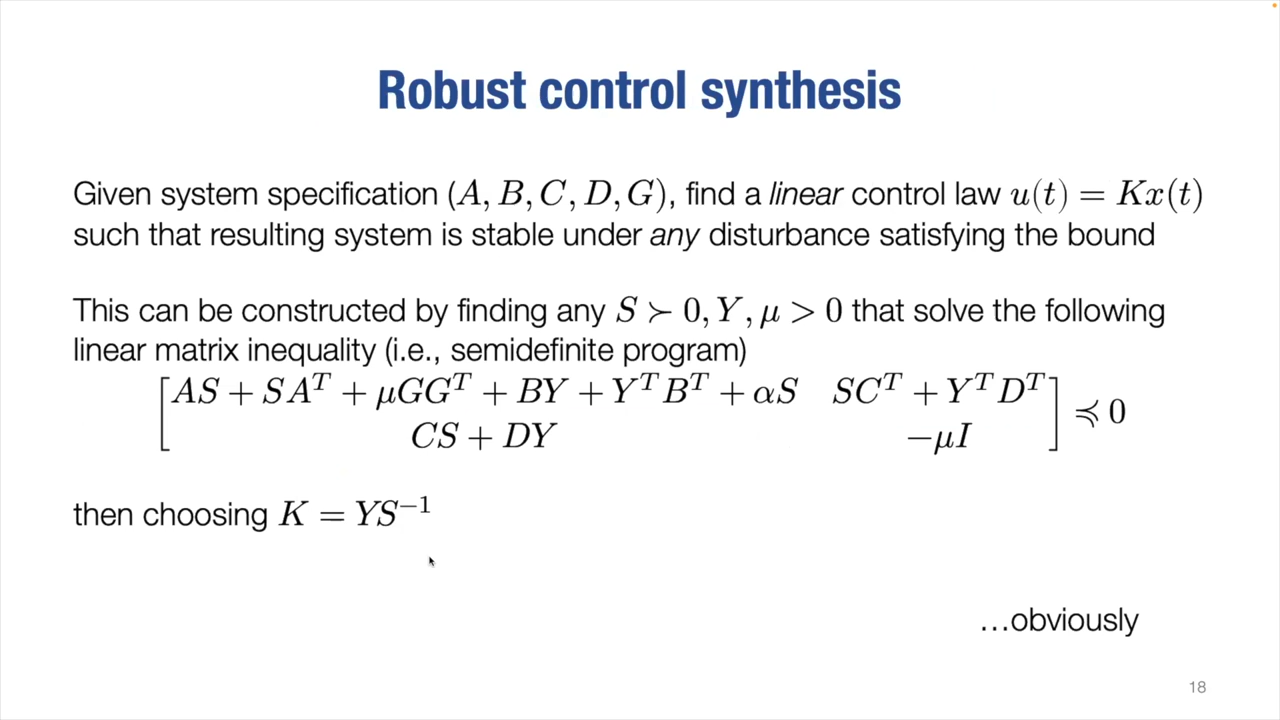 Robust control synthesis
Given system specification (A, B, C, D, G), find a linear control law u(t) = Kx(t)
such that resulting system is stable under any disturbance satisfying the bound
This can be constructed by finding any S ≻ 0, Y, μ > 0 that solve the following
linear matrix inequality (i.e., semidefinite program)
[AS + SA^T + μGG^T + BY + Y^T B^T + αS   SC^T + Y^T D^T
CS + DY   −μI] ≼ 0
then choosing K = YS^{−1}
...obviously
18